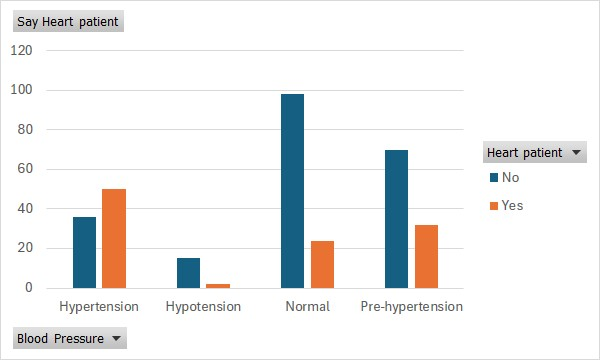 Say Heart patient
120
100
80
60
40
20
0
Hypertension Hypotension Normal Pre-hypertension
Heart patient
No
Yes
Blood Pressure